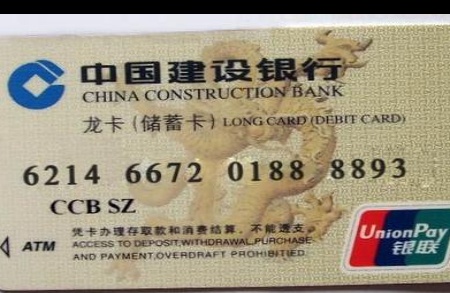 中国建设银行
CHINA CONSTRUCTION BANK
龙卡(储蓄卡) LONG CARD (DEBIT CARD)
6214 6672 0188 8893
CCB SZ
凭卡办理存取款和消费结算，不能透支。
ATM ACCESS TO DEPOSIT,WITHDRAWAL,PURCHASE
AND PAYMENT,OVERDRAFT PROHIBITED.
UnionPay
银联